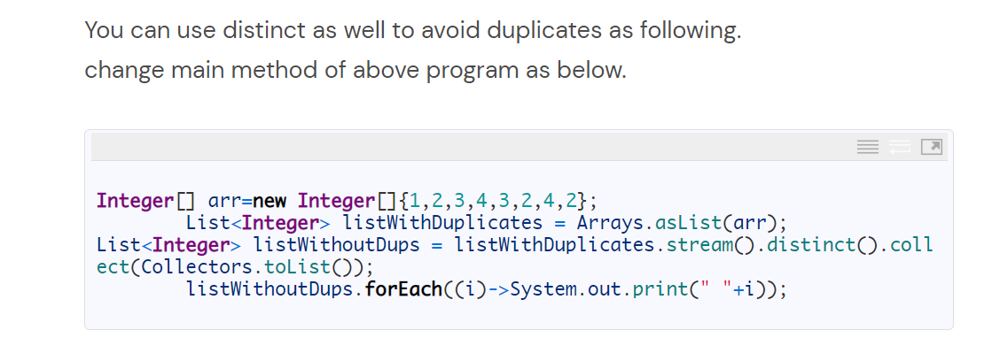 You can use distinct as well to avoid duplicates as following.
change main method of above program as below.
Integer[] arr=new Integer[]{1,2,3,4,3,2,4,2};
        List<Integer> listWithDuplicates = Arrays.asList(arr);
List<Integer> listWithoutDups = listWithDuplicates.stream().distinct().coll
ect(Collectors.toList());
        listWithoutDups.forEach((i)->System.out.print(" "+i));